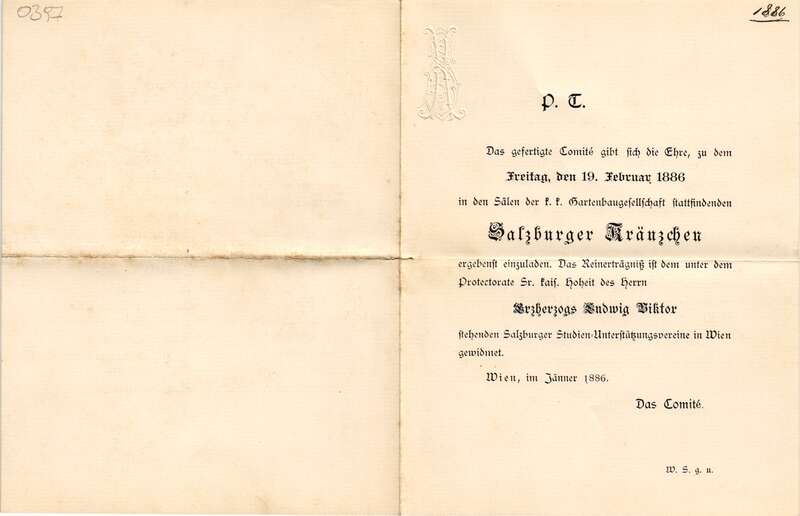 0397
1886
P. T.
Das gefertigte Comité gibt sich die Ehre, zu dem
Freitag, den 19. Februar 1886
in den Sälen der k. k. Gartenbaugesellschaft stattfindenden
Salzburger Kränzchen
ergebenst einzuladen. Das Reinerträgniß ist dem unter dem
Protectorate Sr. kais. Hoheit des Herrn
Erzherzogs Ludwig Viktor
stehenden Salzburger Studien-Unterstützungsvereine in Wien
gewidmet.
Wien, im Jänner 1886.
Das Comité.
W. S. g. u.